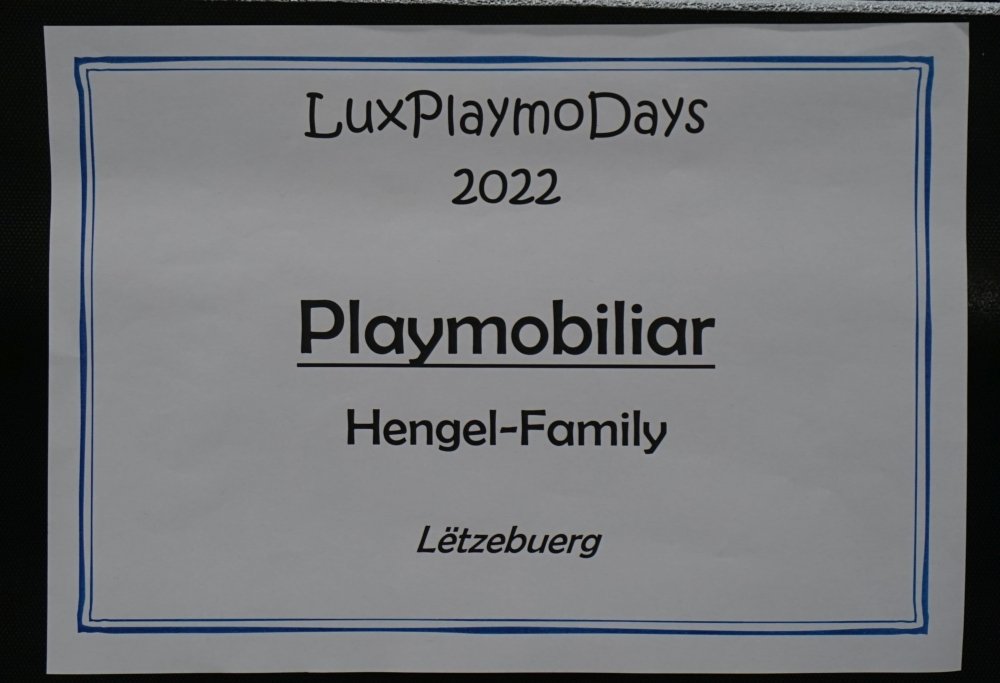 LuxPlaymoDays
2022
Playmobiliar
Hengel-Family
Lëtzebuerg